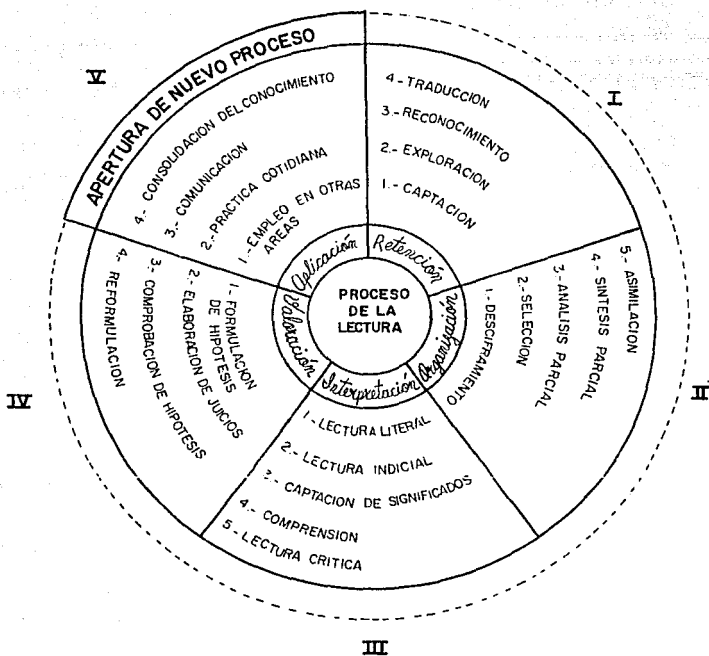 PROCESO
DE LA
LECTURA
I
Retención
4.- TRADUCCION
3.- RECONOCIMIENTO
2.- EXPLORACION
1.- CAPTACION
II
Organización
5.- ASIMILACION
4.- SINTESIS PARCIAL
3.- ANALISIS PARCIAL
2.- SELECCION
1.- DESCIFRAMIENTO
III
Interpretación
1.- LECTURA LITERAL
2.- LECTURA INDICIAL
3.- CAPTACION DE SIGNIFICADOS
4.- COMPRENSION
5.- LECTURA CRITICA
IV
Valoración
1.- FORMULACION
DE HIPOTESIS
2.- ELABORACION DE JUICIOS
3.- COMPROBACION DE HIPOTESIS
4.- REFORMULACION
V
APERTURA DE NUEVO PROCESO
Aplicación
4.- CONSOLIDACION DEL CONOCIMIENTO
3.- COMUNICACION
2.- PRACTICA COTIDIANA
1.- EMPLEO EN OTRAS
AREAS